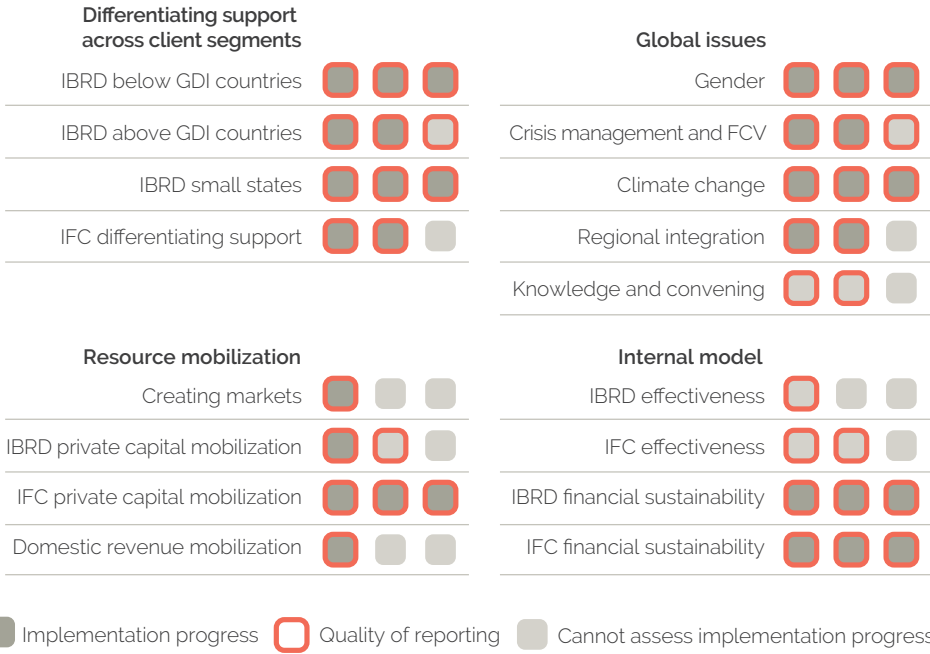 Differentiating support
across client segments
IBRD below GDI countries
IBRD above GDI countries
IBRD small states
IFC differentiating support
Global issues
Gender
Crisis management and FCV
Climate change
Regional integration
Knowledge and convening
Resource mobilization
Creating markets
IBRD private capital mobilization
IFC private capital mobilization
Domestic revenue mobilization
Internal model
IBRD effectiveness
IFC effectiveness
IBRD financial sustainability
IFC financial sustainability
Implementation progress
Quality of reporting
Cannot assess implementation progress